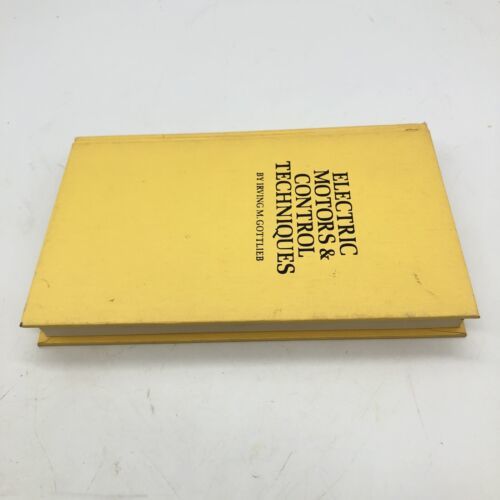 ELECTRIC
MOTORS &
CONTROL
TECHNIQUES
BY IRVING M. GOTTLIEB